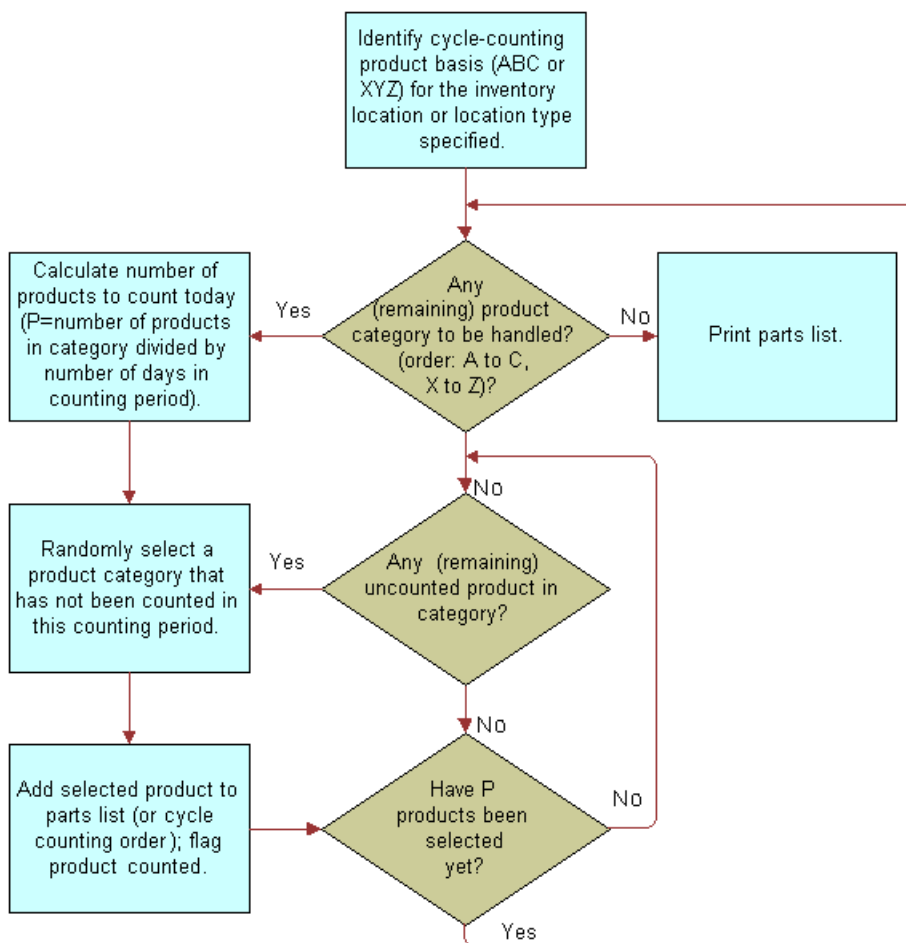 Identify cycle-counting
product basis (ABC or
XYZ) for the inventory
location or location type
specified.
Calculate number of
products to count today
(P=number of products
in category divided by
number of days in
counting period).
Yes
Any
(remaining) product
category to be handled?
(order: A to C,
X to Z)?
No
Print parts list.
No
Randomly select a
product category that
has not been counted in
this counting period.
Yes
Any (remaining)
uncounted product in
category?
No
Add selected product to
parts list (or cycle
counting order); flag
product counted.
Have P
products been
selected
yet?
No
Yes